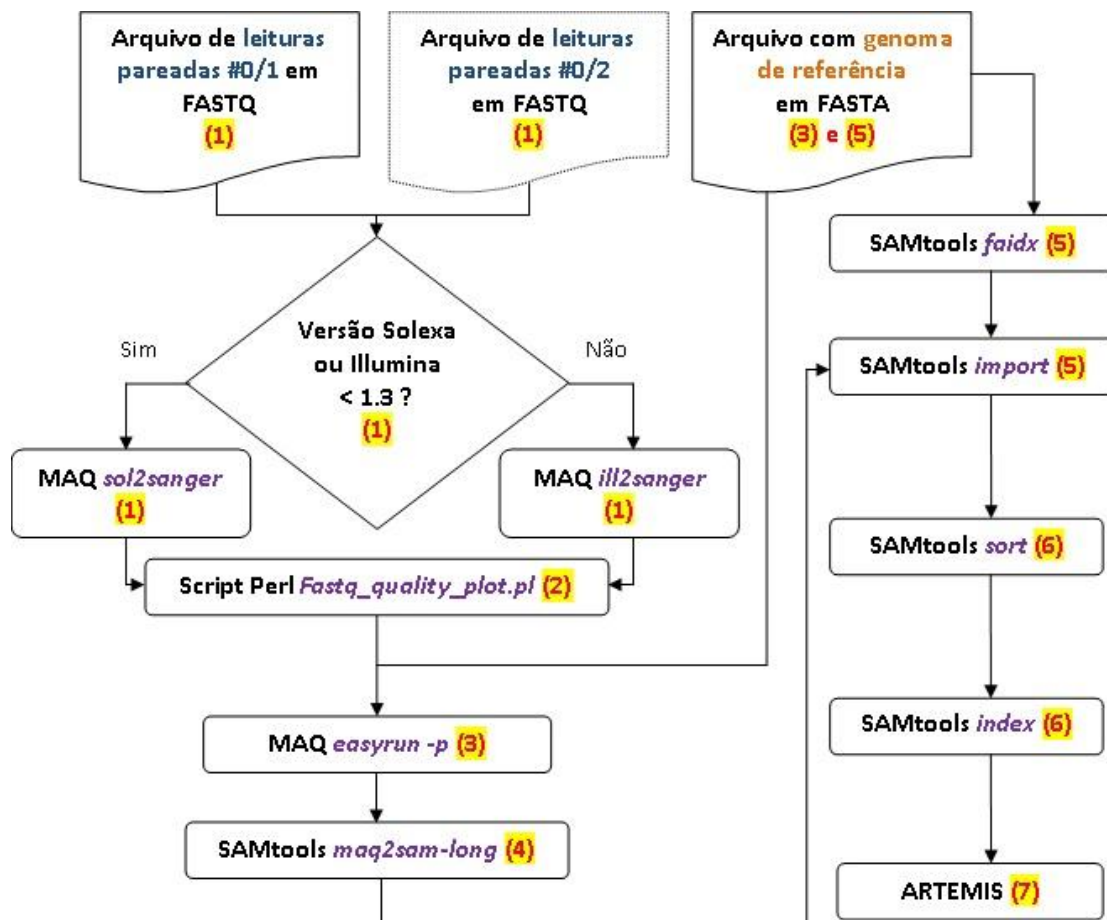 Arquivo de leituras
pareadas #0/1 em
FASTQ
(1)
Arquivo de leituras
pareadas #0/2
em FASTQ
(1)
Arquivo com genoma
de referência
em FASTA
(3) e (5)
SAMtools faidx (5)
Versão Solexa
ou Illumina
< 1.3 ?
(1)
Sim
Não
SAMtools import (5)
MAQ sol2sanger
(1)
MAQ ill2sanger
(1)
SAMtools sort (6)
Script Perl Fastq_quality_plot.pl (2)
SAMtools index (6)
MAQ easyrun -p (3)
SAMtools maq2sam-long (4)
ARTEMIS (7)